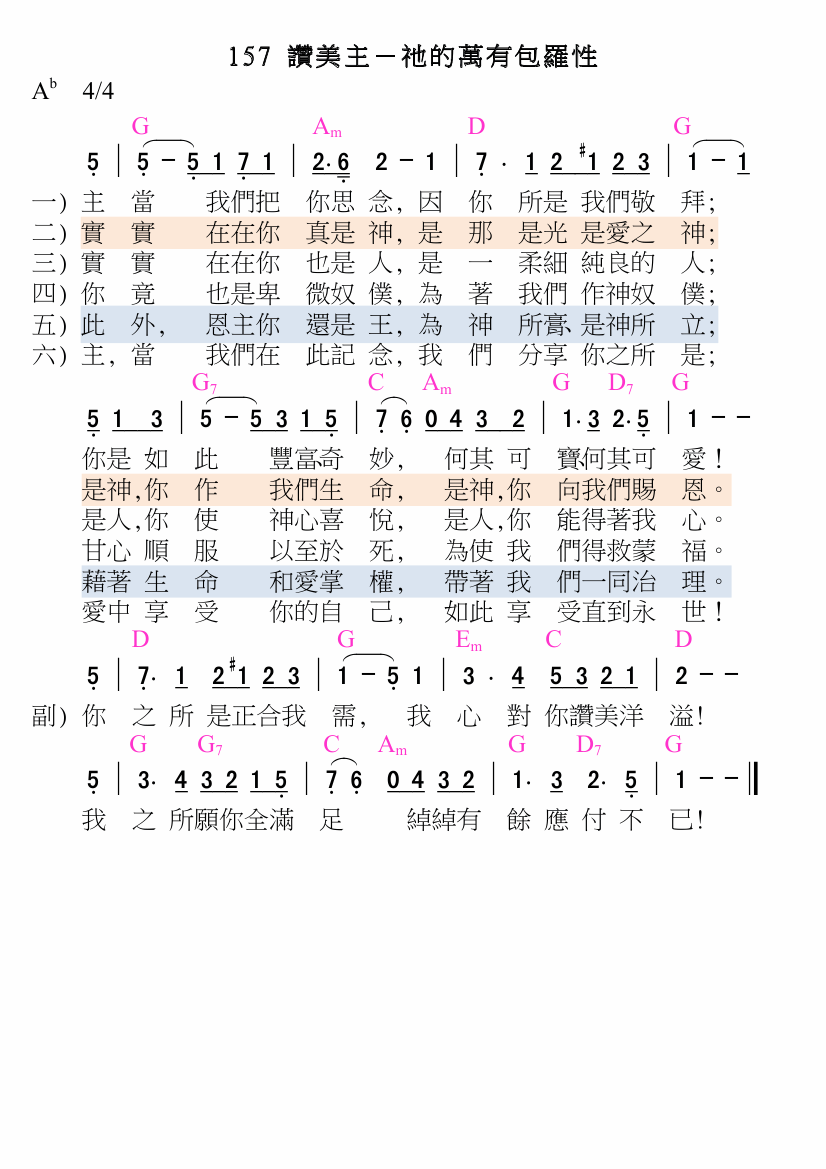 157 讚美主－祂的萬有包羅性
A♭ 4/4
G Am D G
5 | 5 - 5 1 7 1 | 2· 6 2 - 1 | 7 · 1 2 #1 2 3 | 1 - 1
一) 主 當 我們把 你思 念, 因 你 所是 我們敬 拜;
二) 實 實 在在你 真是 神, 是 那 是光 是愛之 神;
三) 實 實 在在你 也是 人, 是 一 柔細 純良的 人;
四) 你 竟 也是卑 微奴 僕, 為 著 我們 作神奴 僕;
五) 此 外, 恩主你 還是 王, 為 神 所膏、是神所 立;
六) 主, 當 我們在 此記 念, 我 們 分享 你之所 是;
G7 C Am G D7 G
5 1 3 | 5 - 5 3 1 5 | 7 6 0 4 3 2 | 1· 3 2· 5 | 1 - -
你是 如 此 豐富、奇 妙, 何其 可 寶、何其可 愛!
是神,你 作 我們生 命, 是神,你 向我們賜 恩。
是人,你 使 神心喜 悅, 是人,你 能得著我 心。
甘心 順 服 以至於 死, 為使 我 們得救蒙 福。
藉著 生 命 和愛掌 權, 帶著 我 們一同治 理。
愛中 享 受 你的自 己, 如此 享 受直到永 世!
D G Em C D
5 | 7· 1 2 #1 2 3 | 1 - 5 1 | 3 · 4 5 3 2 1 | 2 - -
副) 你 之 所 是正合我 需, 我 心 對 你讚美洋 溢!
G G7 C Am G D7 G
5 | 3· 4 3 2 1 5 | 7 6 0 4 3 2 | 1· 3 2· 5 | 1 - - ‖
我 之 所願你全滿 足 綽綽有 餘 應 付 不 已!